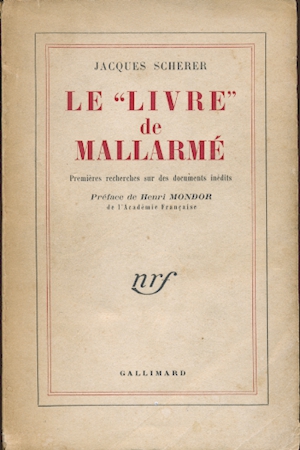 JACQUES SCHERER
LE “LIVRE”
de
MALLARMÉ
Premières recherches sur des documents inédits
Préface de Henri MONDOR
de l'Académie Française
nrf
GALLIMARD